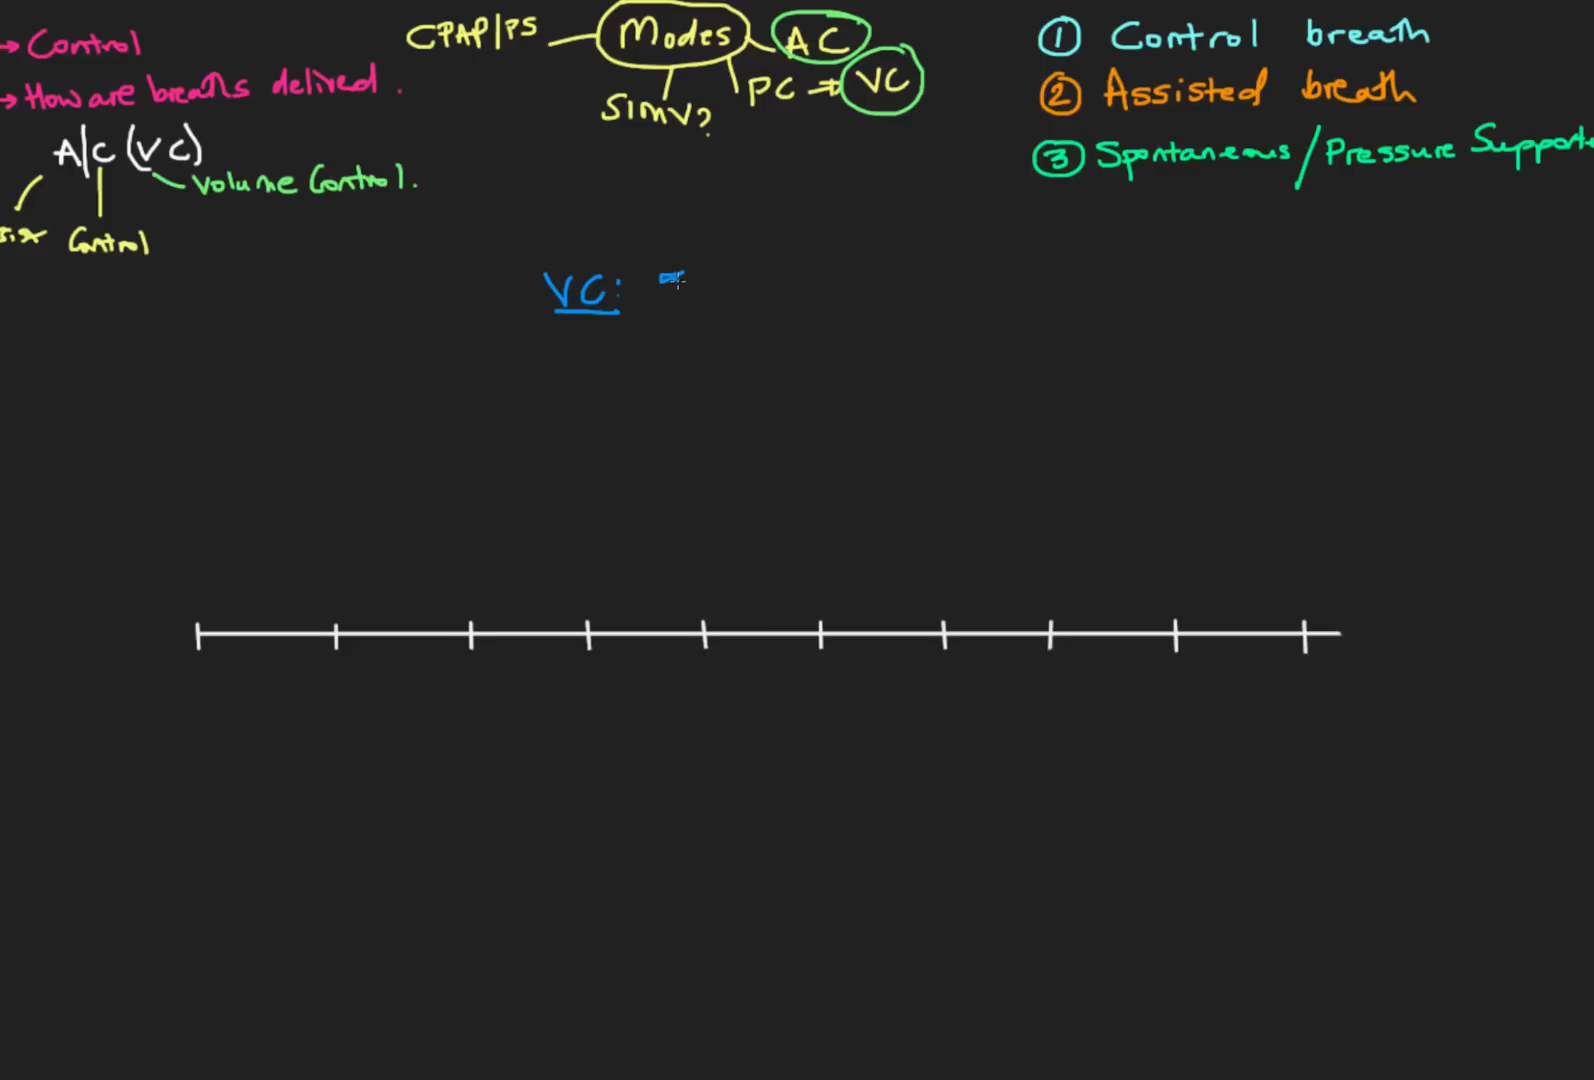 → Control
→ How are breaths delived .
A/C (VC)
Volume Control.
Control
CPAP/PS
Modes
AC
PC → VC
SIMV?
① Control breath
② Assisted breath
③ Spontaneous / Pressure Support
VC: